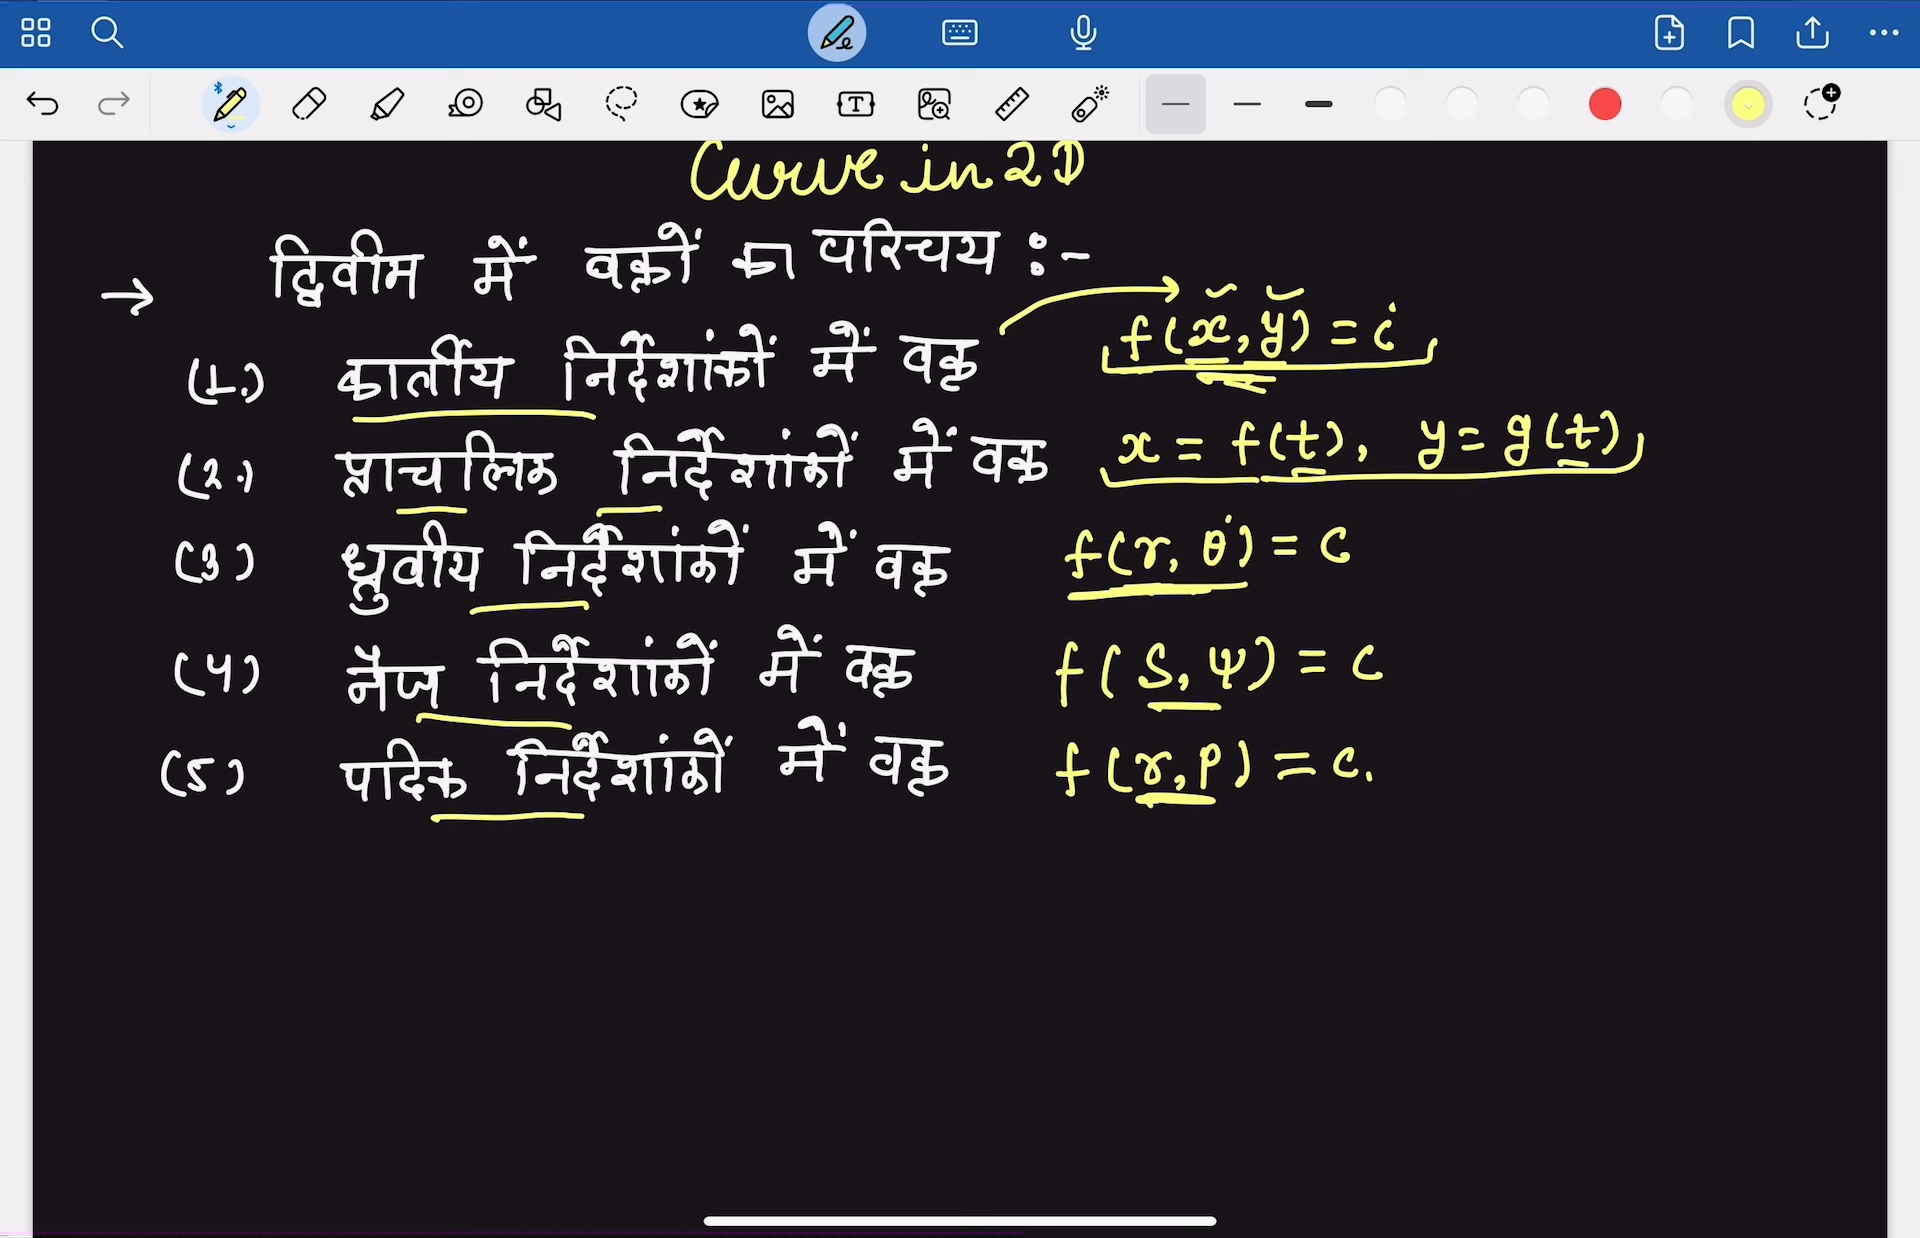 Curve in 2D
→ द्विवीम में वक्रों का परिचय :-
(1.) कार्तीय निर्देशांकों में वक्र f(x, y) = c
(2.) प्राचलिक निर्देशांकों में वक्र x = f(t), y = g(t)
(3) ध्रुवीय निर्देशांकों में वक्र f(r, θ) = c
(4) नैज निर्देशांकों में वक्र f(S, ψ) = c
(5) पदिक निर्देशांकों में वक्र f(r, p) = c.